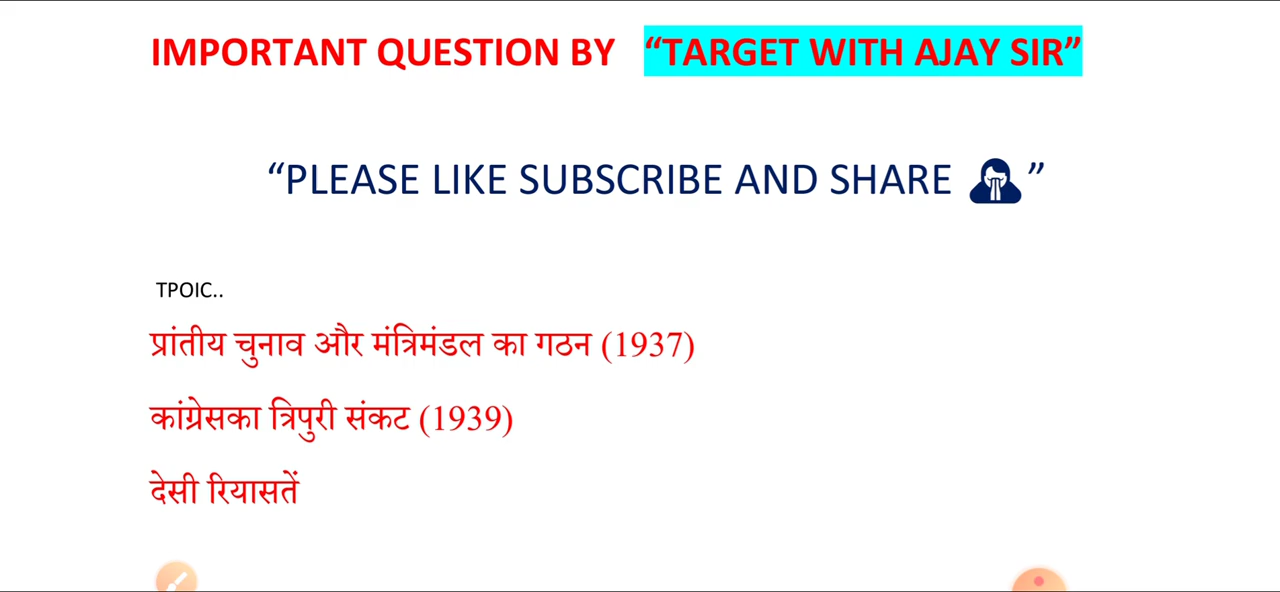 IMPORTANT QUESTION BY “TARGET WITH AJAY SIR”
“PLEASE LIKE SUBSCRIBE AND SHARE ”
TPOIC..
प्रांतीय चुनाव और मंत्रिमंडल का गठन (1937)
कांग्रेसका त्रिपुरी संकट (1939)
देसी रियासतें